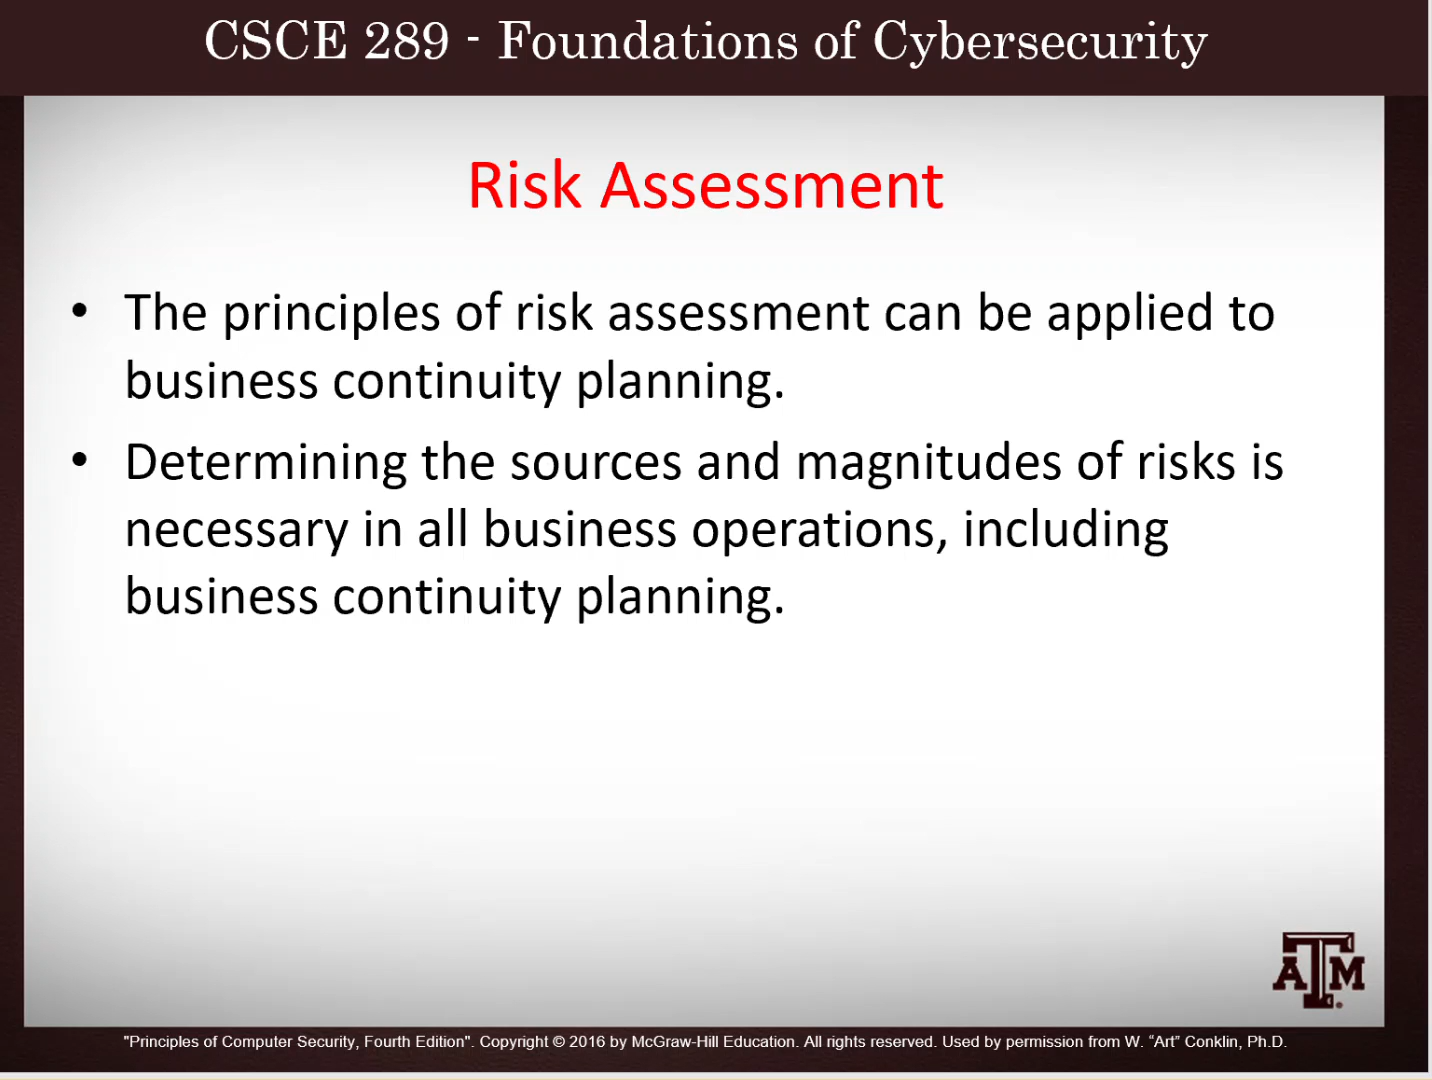 CSCE 289 - Foundations of Cybersecurity
Risk Assessment
• The principles of risk assessment can be applied to
business continuity planning.
• Determining the sources and magnitudes of risks is
necessary in all business operations, including
business continuity planning.
ATM
"Principles of Computer Security, Fourth Edition". Copyright © 2016 by McGraw-Hill Education. All rights reserved. Used by permission from W. “Art” Conklin, Ph.D.